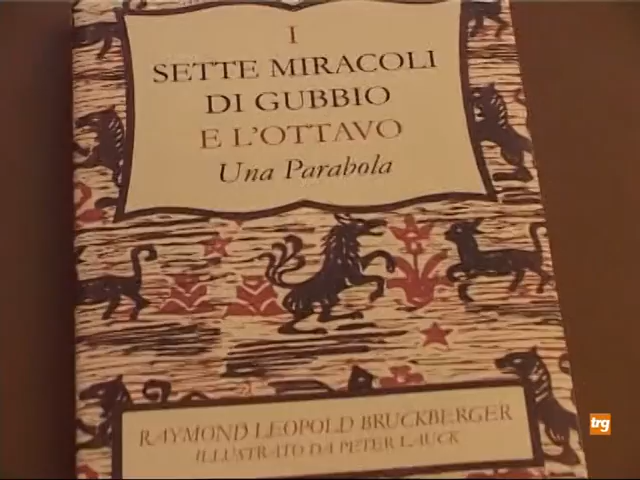 I
SETTE MIRACOLI
DI GUBBIO
E L'OTTAVO
Una Parabola
RAYMOND LEOPOLD BRUCKBERGER
ILLUSTRATO DA PETER LAUCK
trg